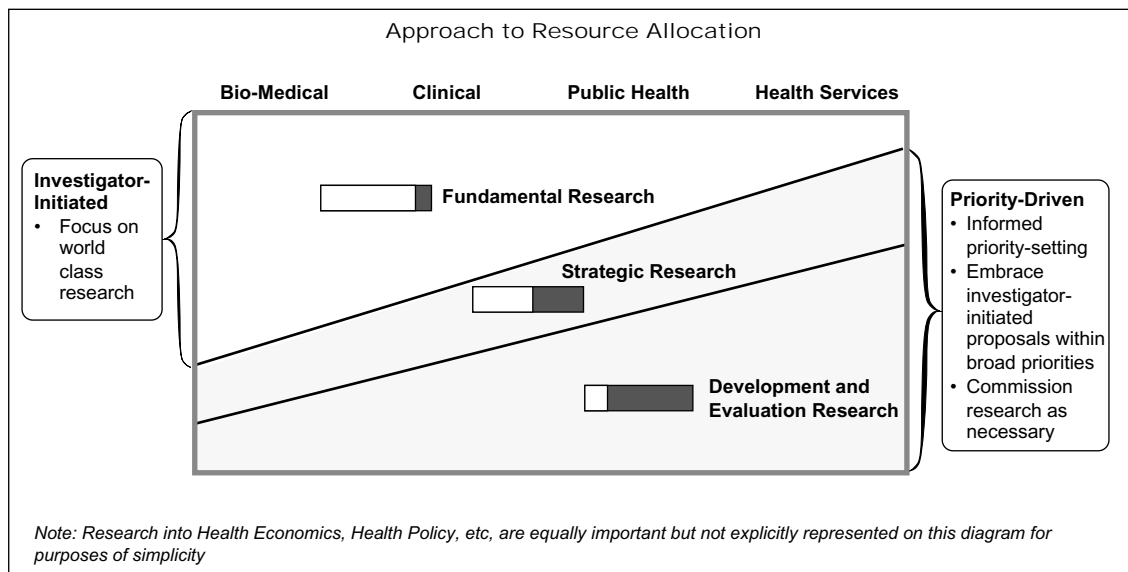 Approach to Resource Allocation
Bio-Medical
Clinical
Public Health
Health Services
Investigator-
Initiated
• Focus on
world
class
research
Fundamental Research
Strategic Research
Development and
Evaluation Research
Priority-Driven
• Informed
priority-setting
• Embrace
investigator-
initiated
proposals within
broad priorities
• Commission
research as
necessary
Note: Research into Health Economics, Health Policy, etc, are equally important but not explicitly represented on this diagram for
purposes of simplicity